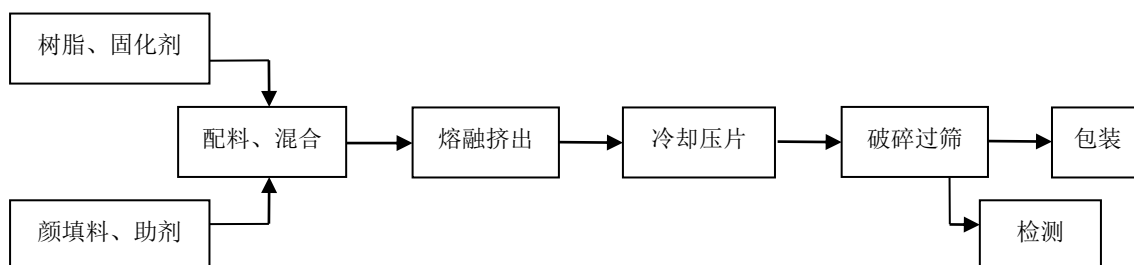 树脂、固化剂
配料、混合
熔融挤出
冷却压片
破碎过筛
包装
颜填料、助剂
检测